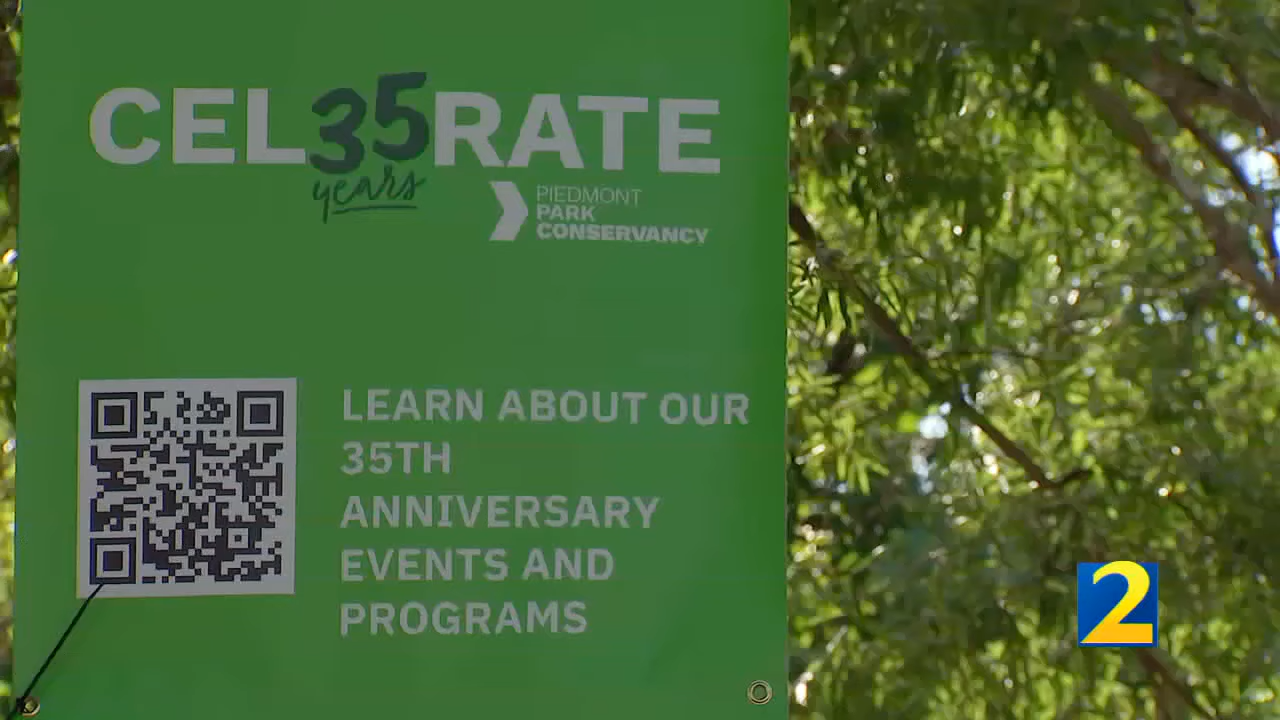 CEL35RATE
years
PIEDMONT
PARK
CONSERVANCY
LEARN ABOUT OUR
35TH
ANNIVERSARY
EVENTS AND
PROGRAMS
2